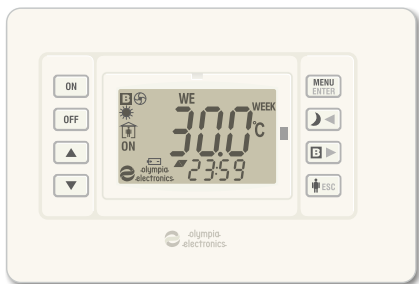 ON
OFF
B
WE
WEEK
30.0
°C
ON
olympia
electronics
23:59
MENU
ENTER
B
ESC
olympia
electronics